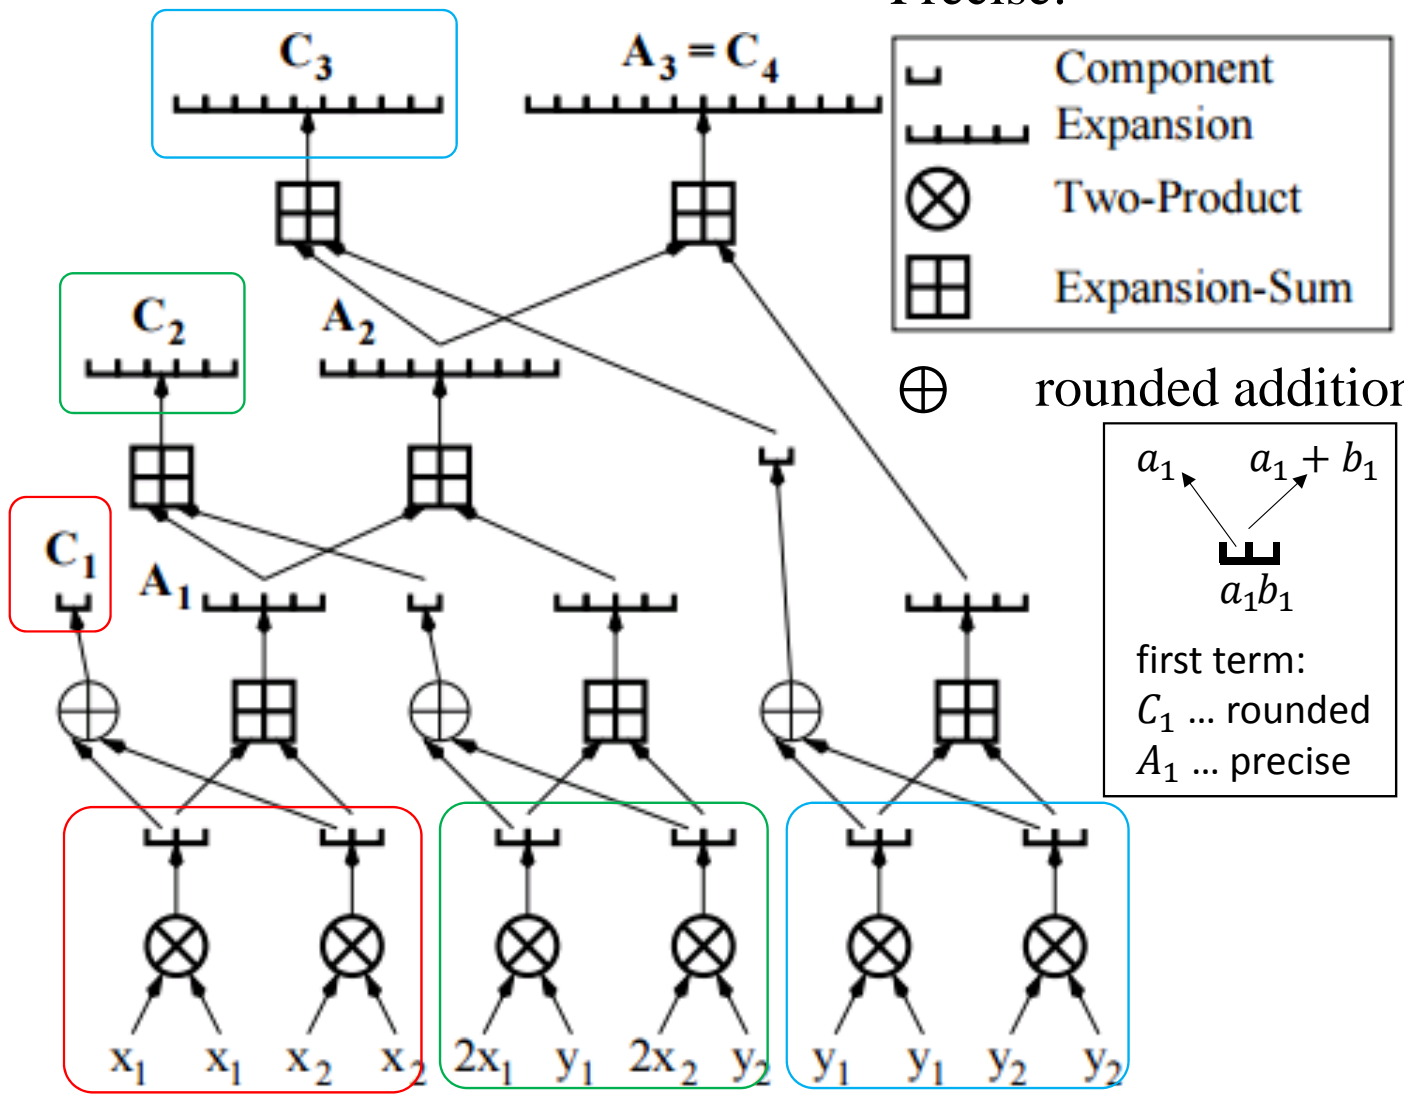 Precise:
C3
A3 = C4
Component
Expansion
Two-Product
Expansion-Sum
C2
A2
⊕ rounded addition
a₁ a₁ + b₁
C1
A1
a₁b₁
first term:
C₁ … rounded
A₁ … precise
x1 x1 x2 x2 2x1 y1 2x2 y2 y1 y1 y2 y2